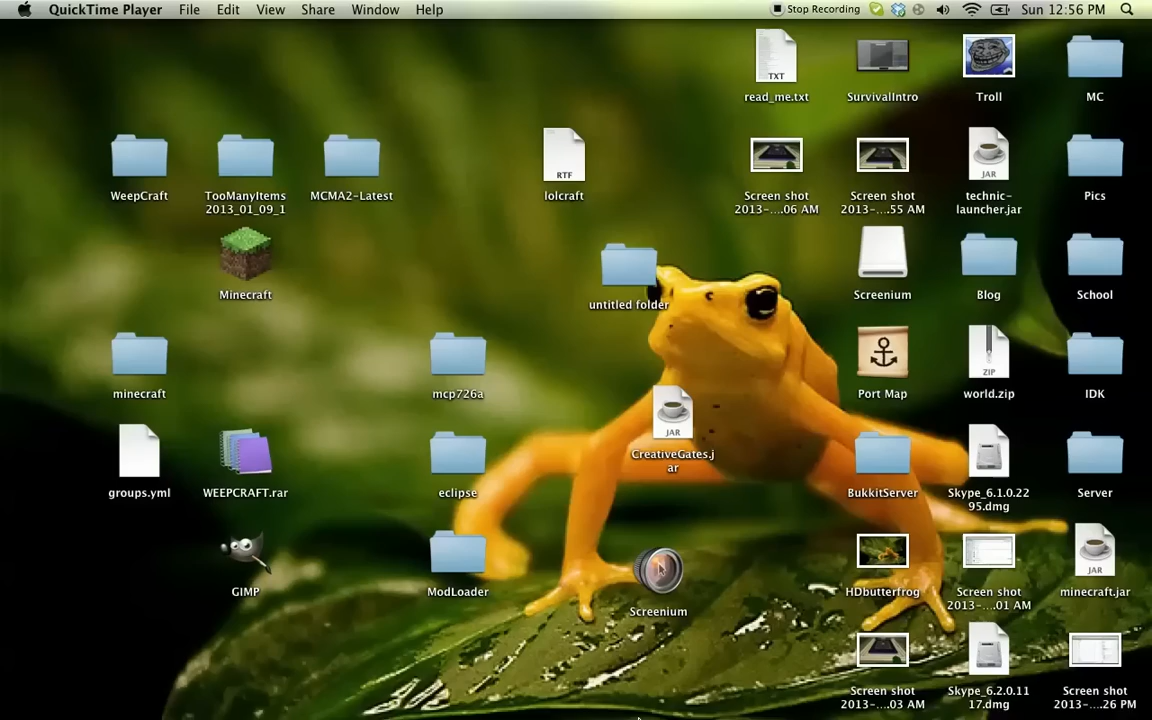 QuickTime Player File Edit View Share Window Help Stop Recording Sun 12:56 PM
TXT
read_me.txt SurvivalIntro Troll MC
RTF JAR
WeepCraft TooManyItems MCMA2-Latest lolcraft Screen shot Screen shot technic- Pics
2013_01_09_1 2013-....06 AM 2013-....55 AM launcher.jar
Minecraft untitled folder Screenium Blog School
ZIP
minecraft mcp726a Port Map world.zip IDK
JAR
CreativeGates.j
ar
groups.yml WEEPCRAFT.rar eclipse BukkitServer Skype_6.1.0.22 Server
95.dmg
JAR
GIMP ModLoader Screenium HDbutterfrog Screen shot minecraft.jar
2013-....01 AM
Screen shot Skype_6.2.0.11 Screen shot
2013-....03 AM 17.dmg 2013-....26 PM